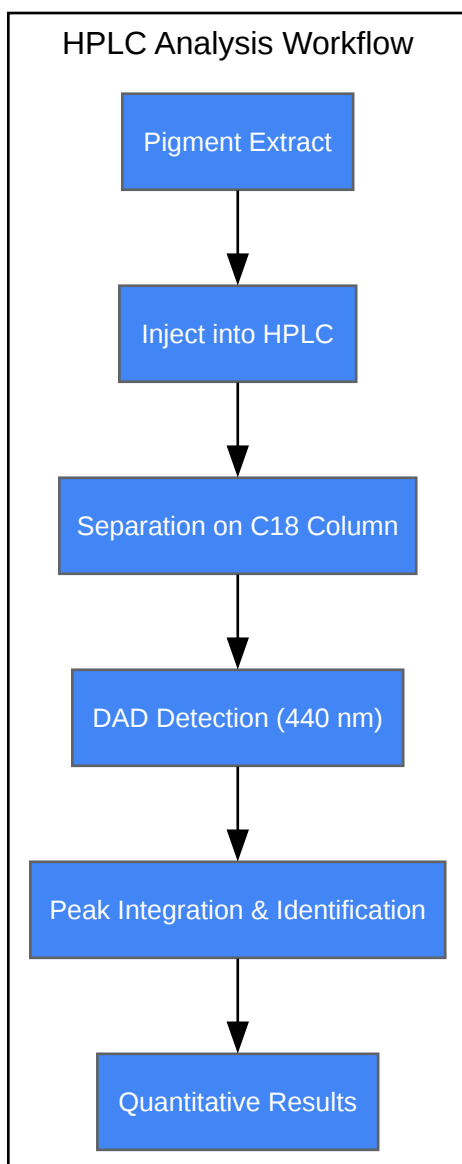 HPLC Analysis Workflow
Pigment Extract
Inject into HPLC
Separation on C18 Column
DAD Detection (440 nm)
Peak Integration & Identification
Quantitative Results